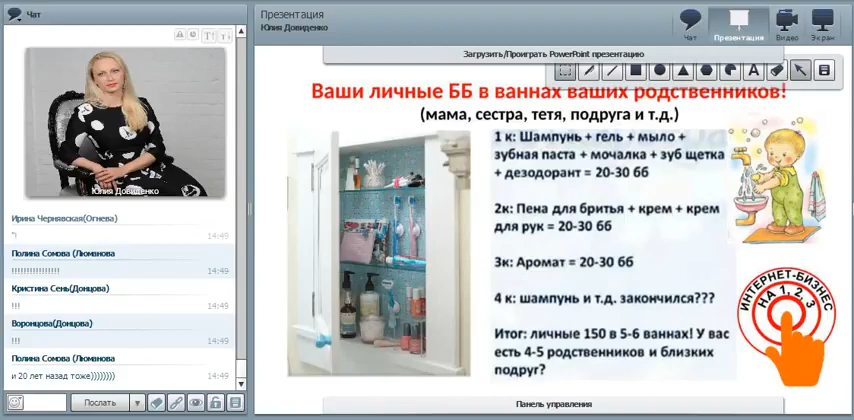 Чат
Юлия Довиденко
Ирина Чернявская(Огнева)
14:49
Полина Сомова (Люманова
!!!!!!!!!!!!!!!!
14:49
Кристина Сень(Донцова)
!!!
14:49
Воронцова(Донцова)
!!!
14:49
Полина Сомова (Люманова
и 20 лет назад тоже))))))))
14:49
Послать
Презентация
Юлия Довиденко
Чат
Презентация
Видео
Экран
Загрузить/Проиграть PowerPoint презентацию
Ваши личные ББ в ваннах ваших родственников!
(мама, сестра, тетя, подруга и т.д.)
1 к: Шампунь + гель + мыло +
зубная паста + мочалка + зуб щетка
+ дезодорант = 20-30 бб
2к: Пена для бритья + крем + крем
для рук = 20-30 бб
3к: Аромат = 20-30 бб
4 к: шампунь и т.д. закончился???
Итог: личные 150 в 5-6 ваннах! У вас
есть 4-5 родственников и близких
подруг?
ИНТЕРНЕТ-БИЗНЕС
НА 1, 2, 3
Панель управления